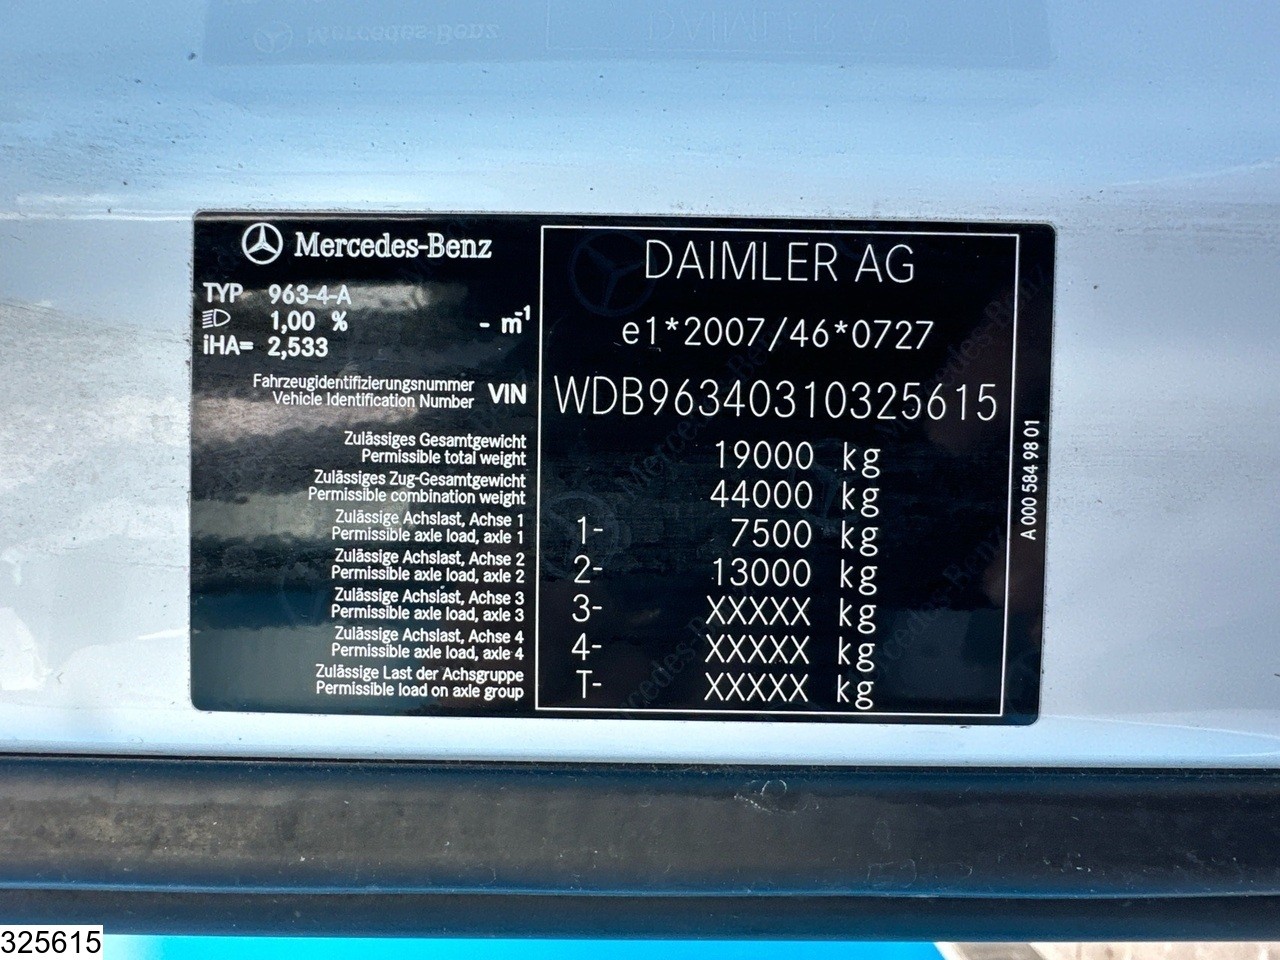 Mercedes-Benz
TYP 963-4-A
1,00 % - m-1
iHA= 2,533
Fahrzeugidentifizierungsnummer
Vehicle Identification Number
VIN
Zulässiges Gesamtgewicht
Permissible total weight
Zulässiges Zug-Gesamtgewicht
Permissible combination weight
Zulässige Achslast, Achse 1
Permissible axle load, axle 1
Zulässige Achslast, Achse 2
Permissible axle load, axle 2
Zulässige Achslast, Achse 3
Permissible axle load, axle 3
Zulässige Achslast, Achse 4
Permissible axle load, axle 4
Zulässige Last der Achsgruppe
Permissible load on axle group
DAIMLER AG
e1*2007/46*0727
WDB96340310325615
19000 kg
44000 kg
1- 7500 kg
2- 13000 kg
3- XXXXX kg
4- XXXXX kg
T- XXXXX kg
A 000 584 98 01
325615